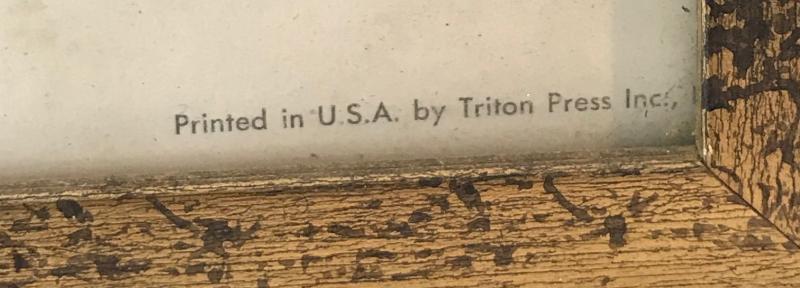 Printed in U.S.A. by Triton Press Inc.,